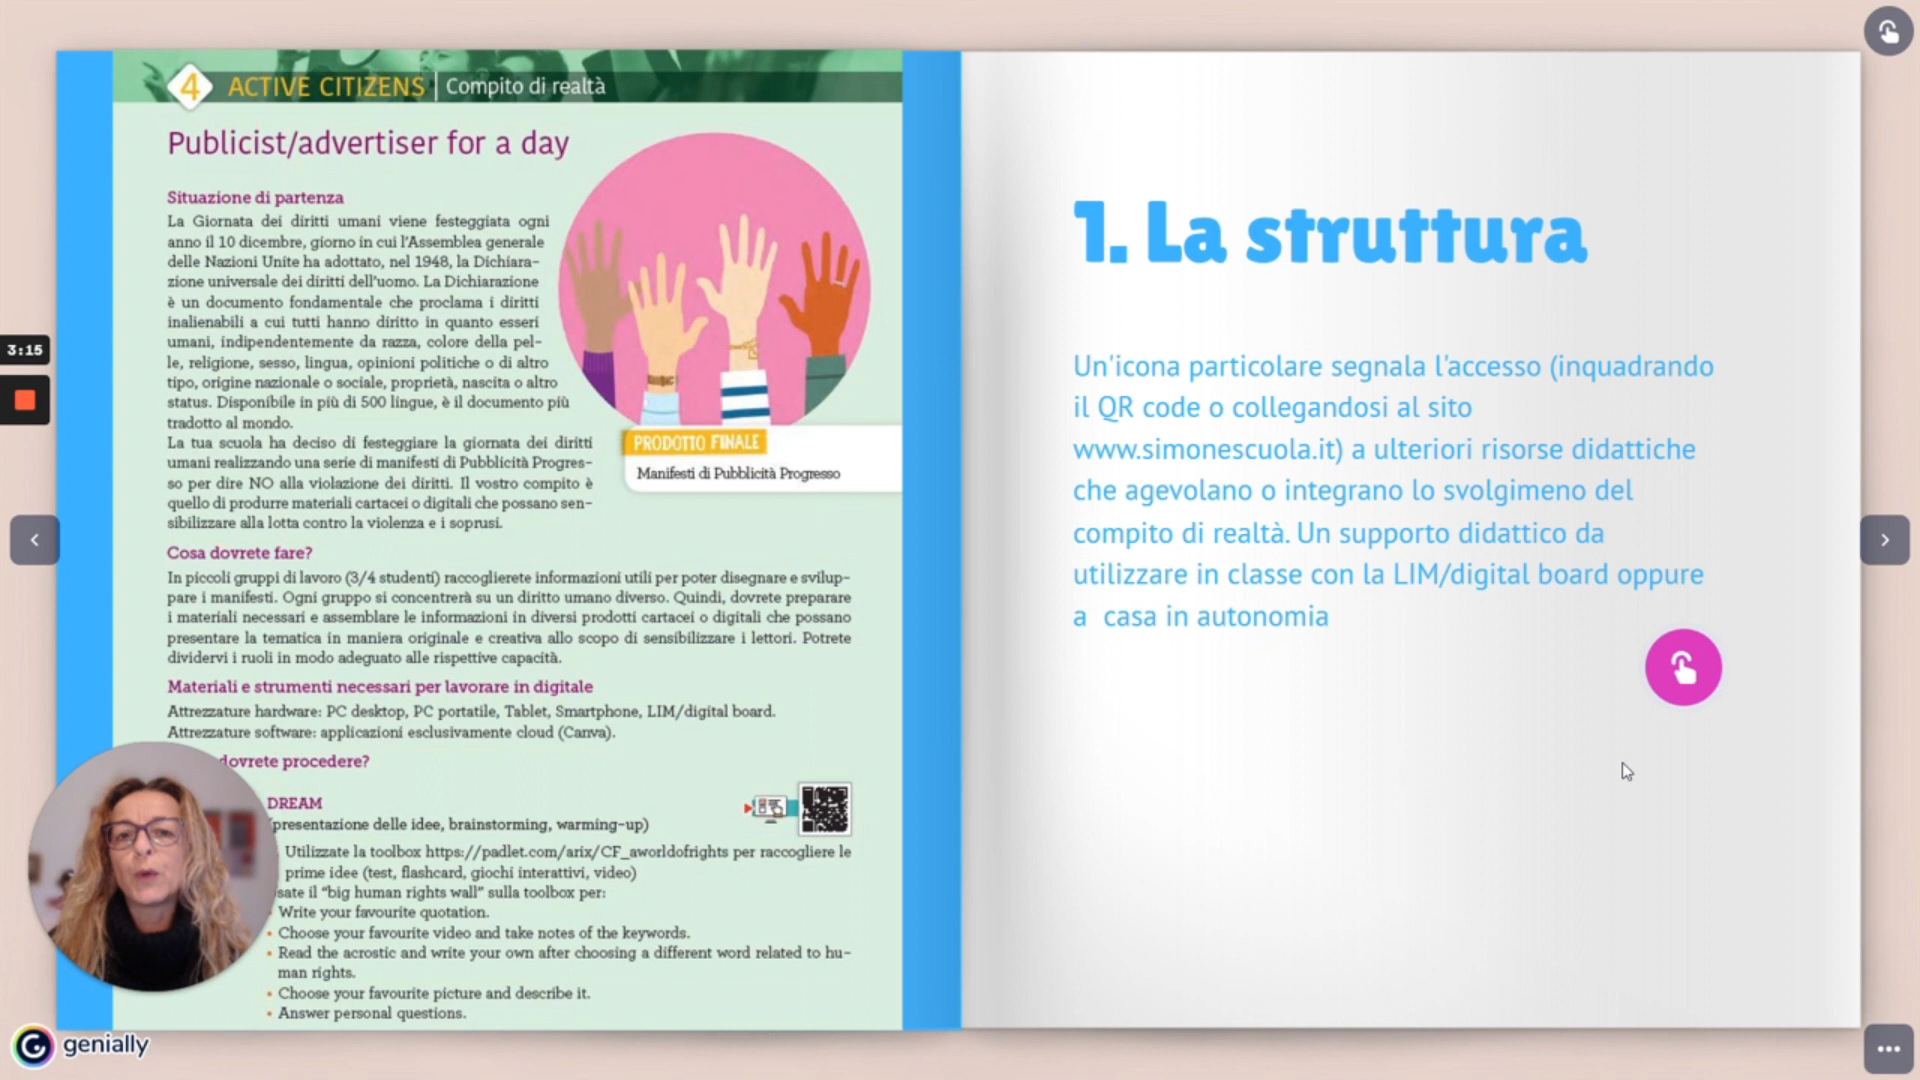 4 ACTIVE CITIZENS | Compito di realtà
Publicist/advertiser for a day
Situazione di partenza
La Giornata dei diritti umani viene festeggiata ogni
anno il 10 dicembre, giorno in cui l'Assemblea generale
delle Nazioni Unite ha adottato, nel 1948, la Dichiara-
zione universale dei diritti dell'uomo. La Dichiarazione
è un documento fondamentale che proclama i diritti
inalienabili a cui tutti hanno diritto in quanto esseri
umani, indipendentemente da razza, colore della pel-
le, religione, sesso, lingua, opinioni politiche o di altro
tipo, origine nazionale o sociale, proprietà, nascita o altro
status. Disponibile in più di 500 lingue, è il documento più
tradotto al mondo.
La tua scuola ha deciso di festeggiare la giornata dei diritti
umani realizzando una serie di manifesti di Pubblicità Progres-
so per dire NO alla violazione dei diritti. Il vostro compito è
quello di produrre materiali cartacei o digitali che possano sen-
sibilizzare alla lotta contro la violenza e i soprusi.
PRODOTTO FINALE
Manifesti di Pubblicità Progresso
Cosa dovrete fare?
In piccoli gruppi di lavoro (3/4 studenti) raccoglierete informazioni utili per poter disegnare e svilup-
pare i manifesti. Ogni gruppo si concentrerà su un diritto umano diverso. Quindi, dovrete preparare
i materiali necessari e assemblare le informazioni in diversi prodotti cartacei o digitali che possano
presentare la tematica in maniera originale e creativa allo scopo di sensibilizzare i lettori. Potrete
dividervi i ruoli in modo adeguato alle rispettive capacità.
Materiali e strumenti necessari per lavorare in digitale
Attrezzature hardware: PC desktop, PC portatile, Tablet, Smartphone, LIM/digital board.
Attrezzature software: applicazioni esclusivamente cloud (Canva).
dovrete procedere?
DREAM
(presentazione delle idee, brainstorming, warming-up)
Utilizzate la toolbox https://padlet.com/arix/CF_aworldofrights per raccogliere le
prime idee (test, flashcard, giochi interattivi, video)
sate il "big human rights wall" sulla toolbox per:
Write your favourite quotation.
• Choose your favourite video and take notes of the keywords.
• Read the acrostic and write your own after choosing a different word related to hu-
man rights.
• Choose your favourite picture and describe it.
• Answer personal questions.
1. La struttura
Un'icona particolare segnala l'accesso (inquadrando
il QR code o collegandosi al sito
www.simonescuola.it) a ulteriori risorse didattiche
che agevolano o integrano lo svolgimeno del
compito di realtà. Un supporto didattico da
utilizzare in classe con la LIM/digital board oppure
a casa in autonomia
3:15
genially